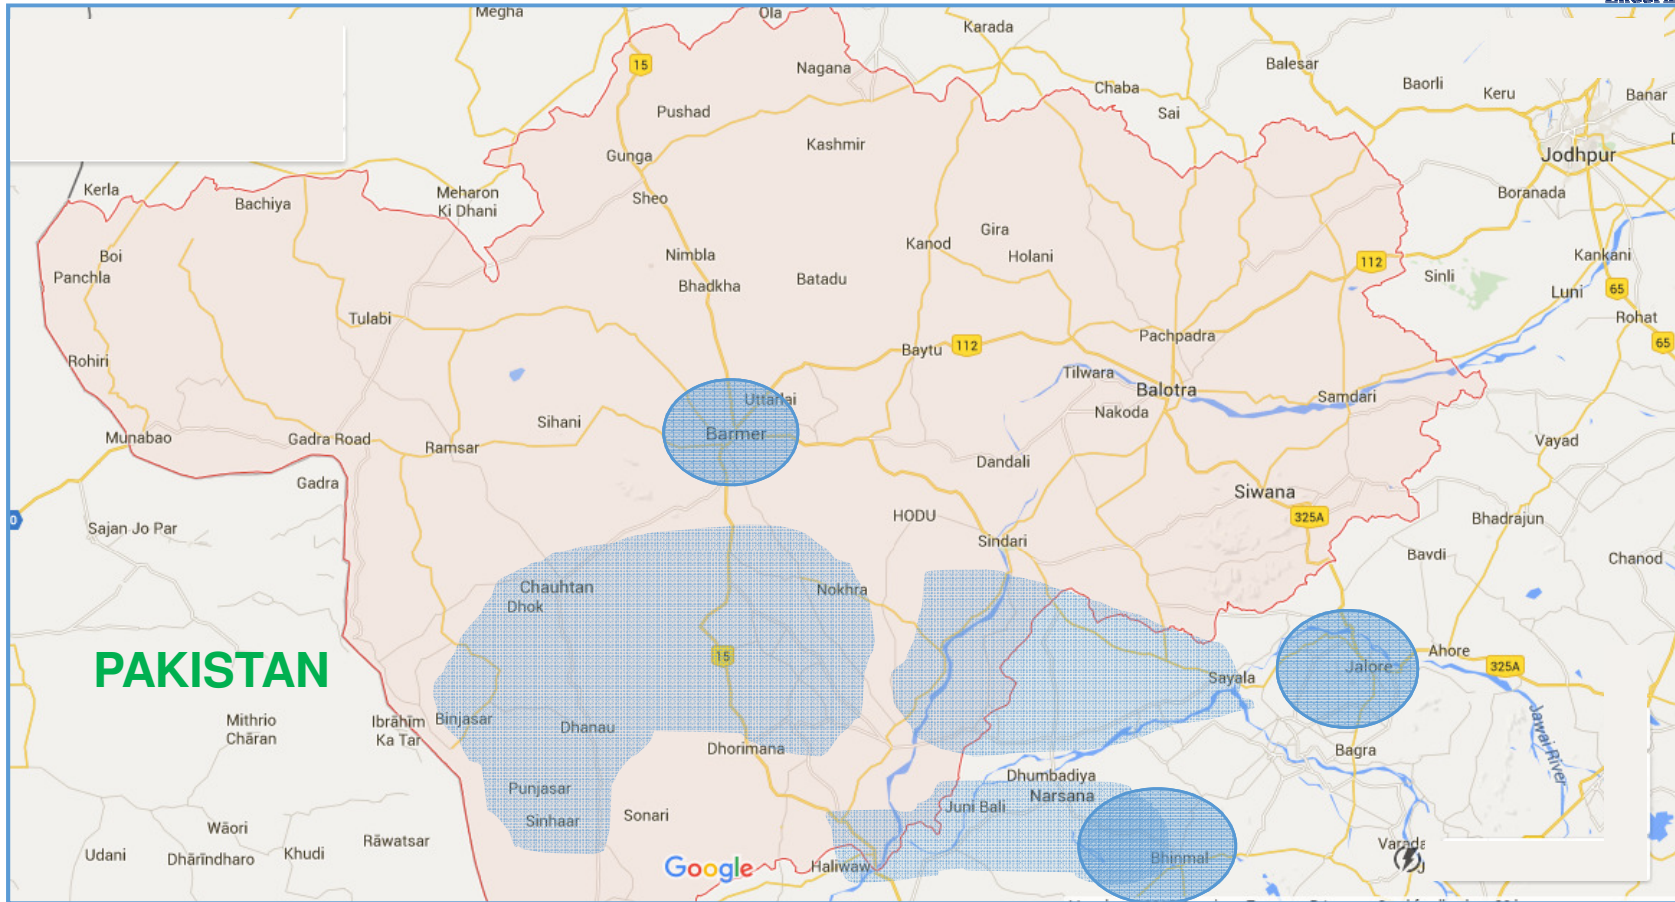 Megha
Ola
Karada
15
Nagana
Balesar
Chaba
Baorli
Keru
Banar
Pushad
Sai
Kashmir
Gunga
Jodhpur
Kerla
Meharon
Ki Dhani
Sheo
Boranada
Bachiya
Gira
Kanod
Boi
Nimbla
Holani
112
Kankani
Panchla
Bhadkha
Batadu
Sinli
Luni
65
Tulabi
Rohat
Pachpadra
65
Baytu
112
Rohiri
Tilwara
Balotra
Samdari
Uttarlai
Nakoda
Sihani
Barmer
Munabao
Gadra Road
Ramsar
Vayad
Dandali
Gadra
Siwana
HODU
325A
Bhadrajun
Sajan Jo Par
Sindari
Bavdi
Chanod
Chauhtan
Nokhra
Dhok
PAKISTAN
15
Ahore
325A
Jalore
Sayala
Mithrio
Chāran
Ibrāhīm
Ka Tar
Binjasar
Dhanau
Jawai River
Dhorimana
Bagra
Dhumbadiya
Narsana
Punjasar
Juni Bali
Sinhaar
Sonari
Wāori
Rāwatsar
Udani
Dhārīndharo
Khudi
Google
Haliwaw
Bhinmal